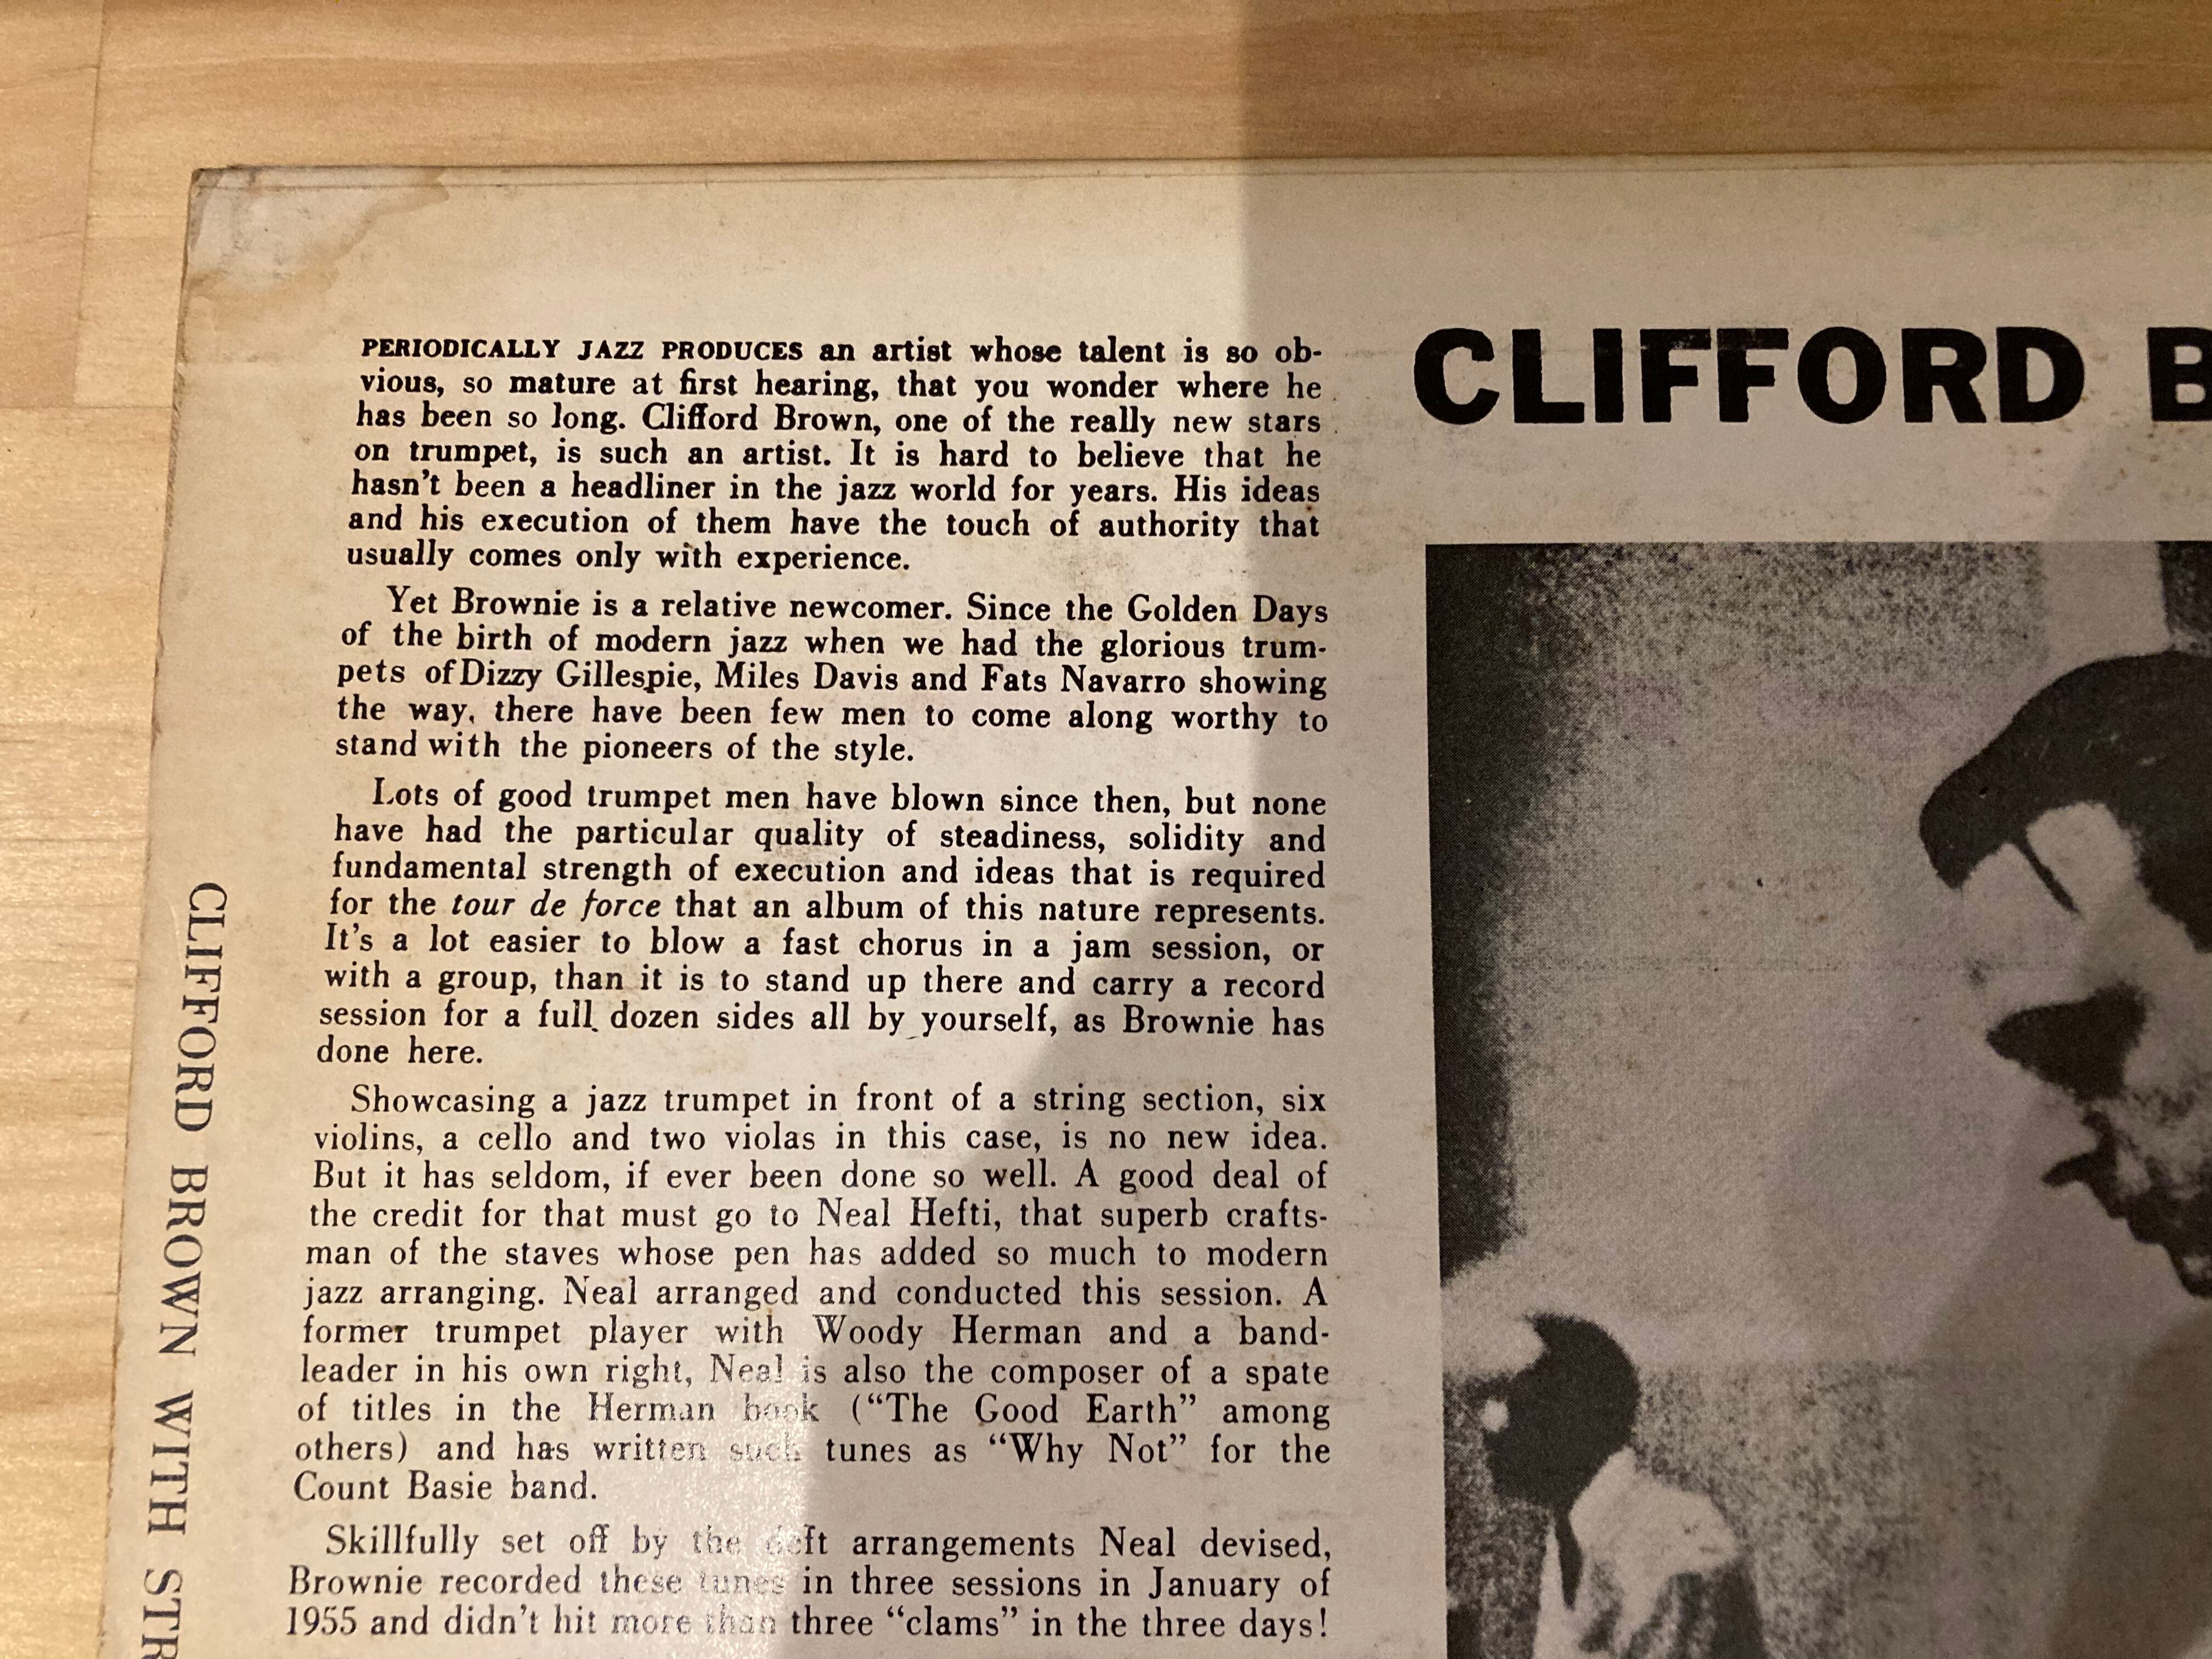 PERIODICALLY JAZZ PRODUCES an artist whose talent is so ob-
vious, so mature at first hearing, that you wonder where he
has been so long. Clifford Brown, one of the really new stars
on trumpet, is such an artist. It is hard to believe that he
hasn't been a headliner in the jazz world for years. His ideas
and his execution of them have the touch of authority that
usually comes only with experience.
Yet Brownie is a relative newcomer. Since the Golden Days
of the birth of modern jazz when we had the glorious trum-
pets of Dizzy Gillespie, Miles Davis and Fats Navarro showing
the way, there have been few men to come along worthy to
stand with the pioneers of the style.
Lots of good trumpet men have blown since then, but none
have had the particular quality of steadiness, solidity and
fundamental strength of execution and ideas that is required
for the tour de force that an album of this nature represents.
It's a lot easier to blow a fast chorus in a jam session, or
with a group, than it is to stand up there and carry a record
session for a full dozen sides all by yourself, as Brownie has
done here.
Showcasing a jazz trumpet in front of a string section, six
violins, a cello and two violas in this case, is no new idea.
But it has seldom, if ever been done so well. A good deal of
the credit for that must go to Neal Hefti, that superb crafts-
man of the staves whose pen has added so much to modern
jazz arranging. Neal arranged and conducted this session. A
former trumpet player with Woody Herman and a band-
leader in his own right, Neal is also the composer of a spate
of titles in the Herman book ("The Good Earth" among
others) and has written such tunes as "Why Not" for the
Count Basie band.
Skillfully set off by the deft arrangements Neal devised,
Brownie recorded these tunes in three sessions in January of
1955 and didn't hit more than three "clams" in the three days!
CLIFFORD B
CLIFFORD BROWN WITH STR